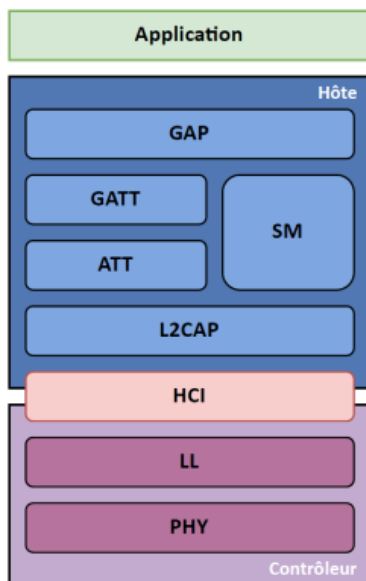 Application
Hôte
GAP
GATT
SM
ATT
L2CAP
HCI
LL
PHY
Contrôleur